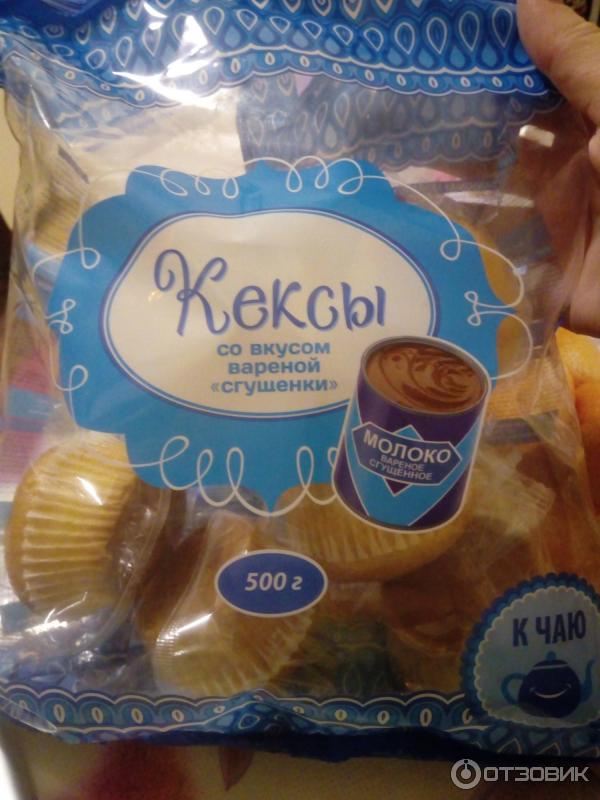 Кексы
со вкусом
вареной
«сгущенки»
МОЛОКО
ВАРЕНОЕ
СГУЩЕННОЕ
500 г
К ЧАЮ
ОТЗОВИК